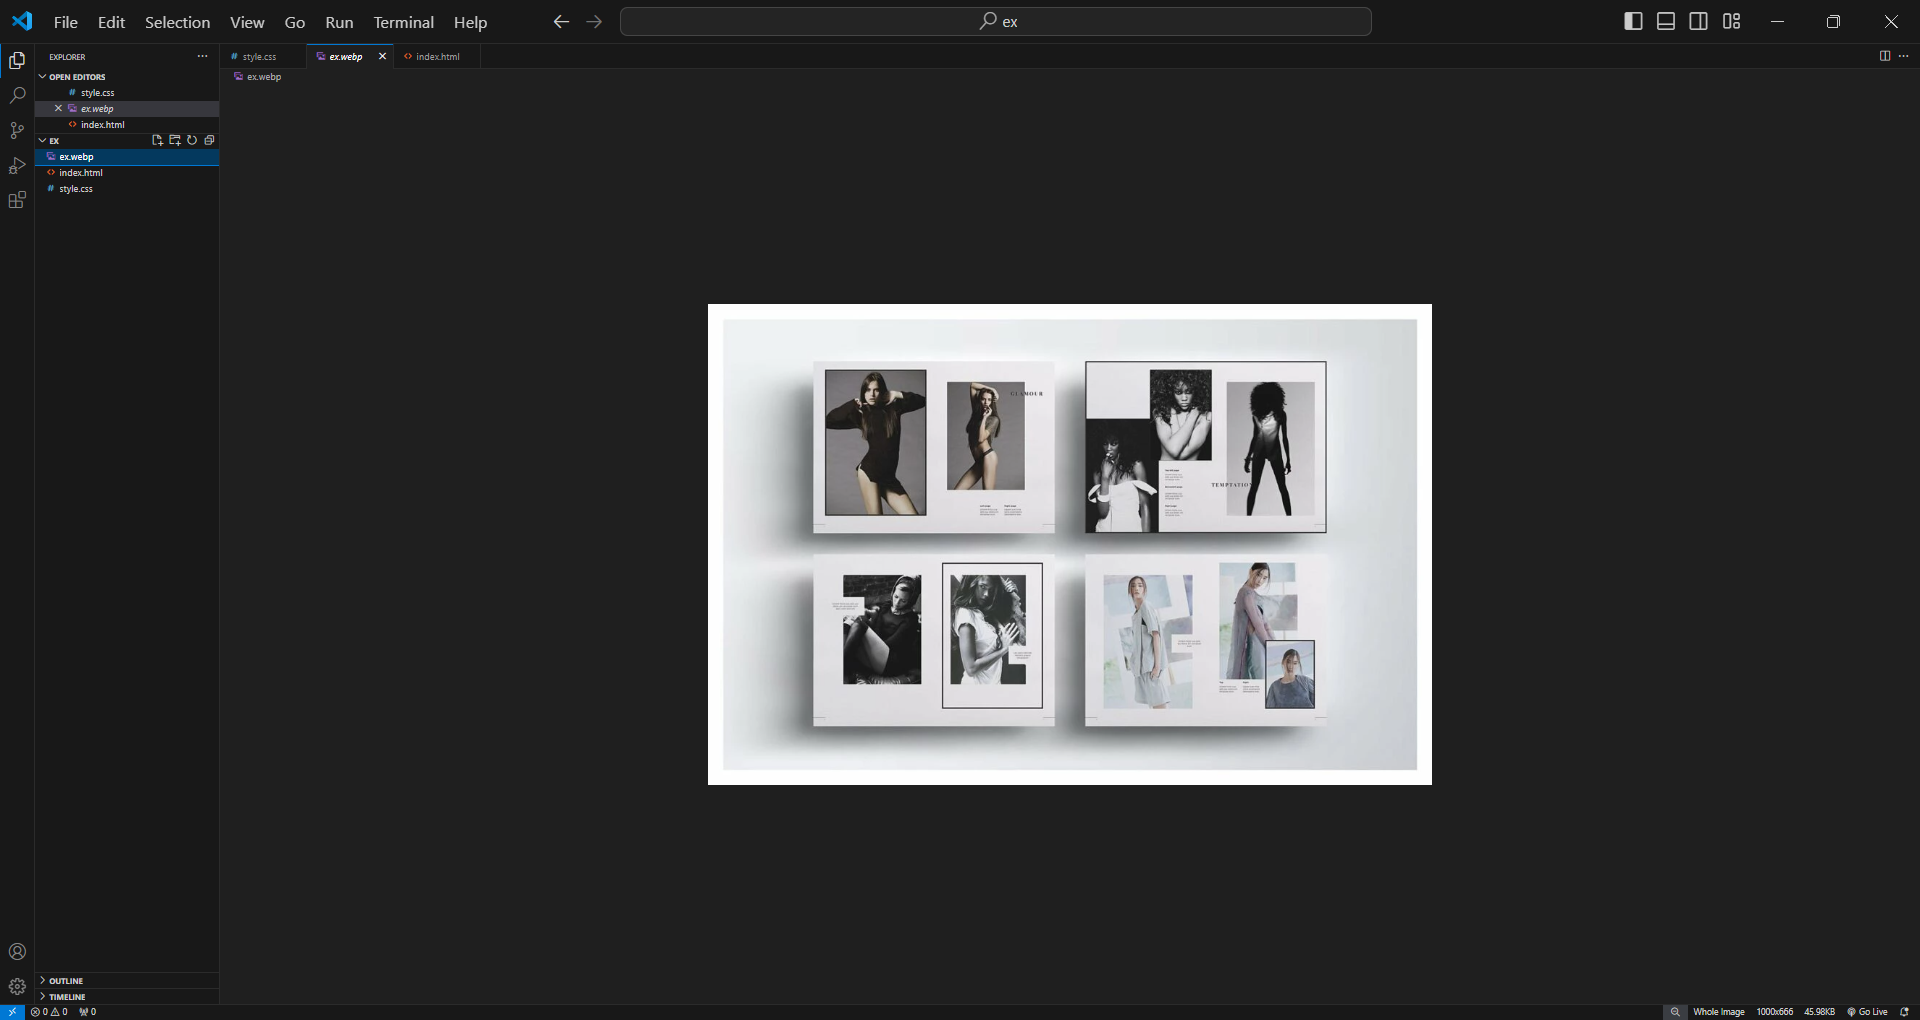 File Edit Selection View Go Run Terminal Help
ex
EXPLORER
OPEN EDITORS
style.css
ex.webp
index.html
EX
ex.webp
index.html
style.css
style.css
ex.webp
index.html
ex.webp
GLAMOUR
TEMPTATION
OUTLINE
TIMELINE
0 0 0
Whole Image 1000x666 45.98KB Go Live